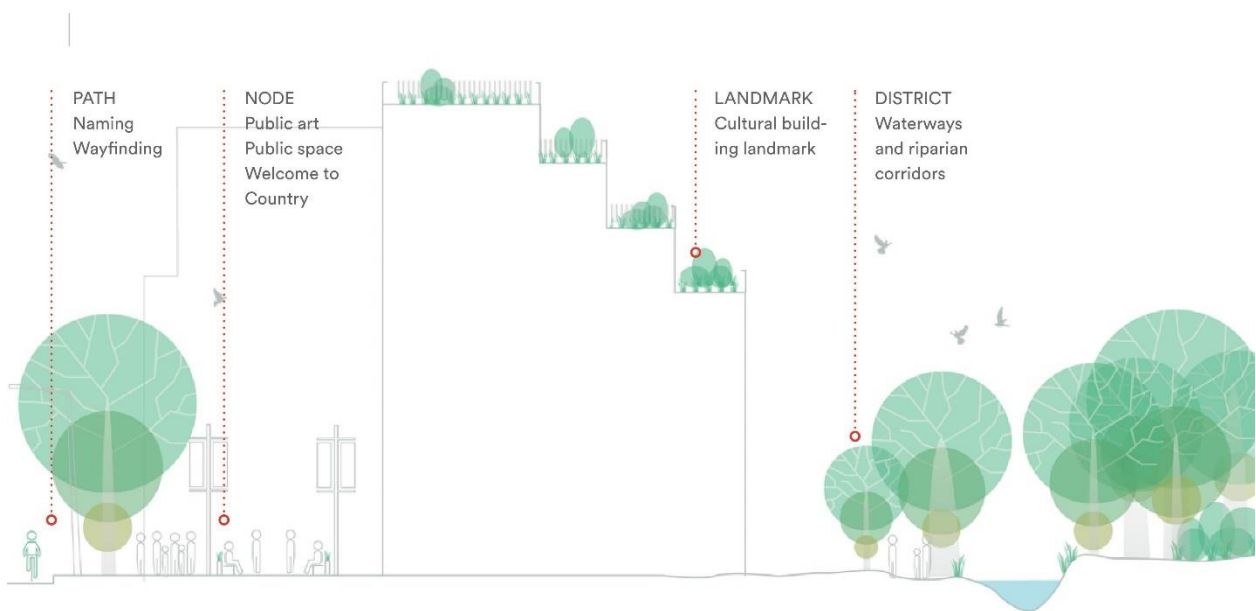 PATH
Naming
Wayfinding
NODE
Public art
Public space
Welcome to
Country
LANDMARK
Cultural build-
ing landmark
DISTRICT
Waterways
and riparian
corridors